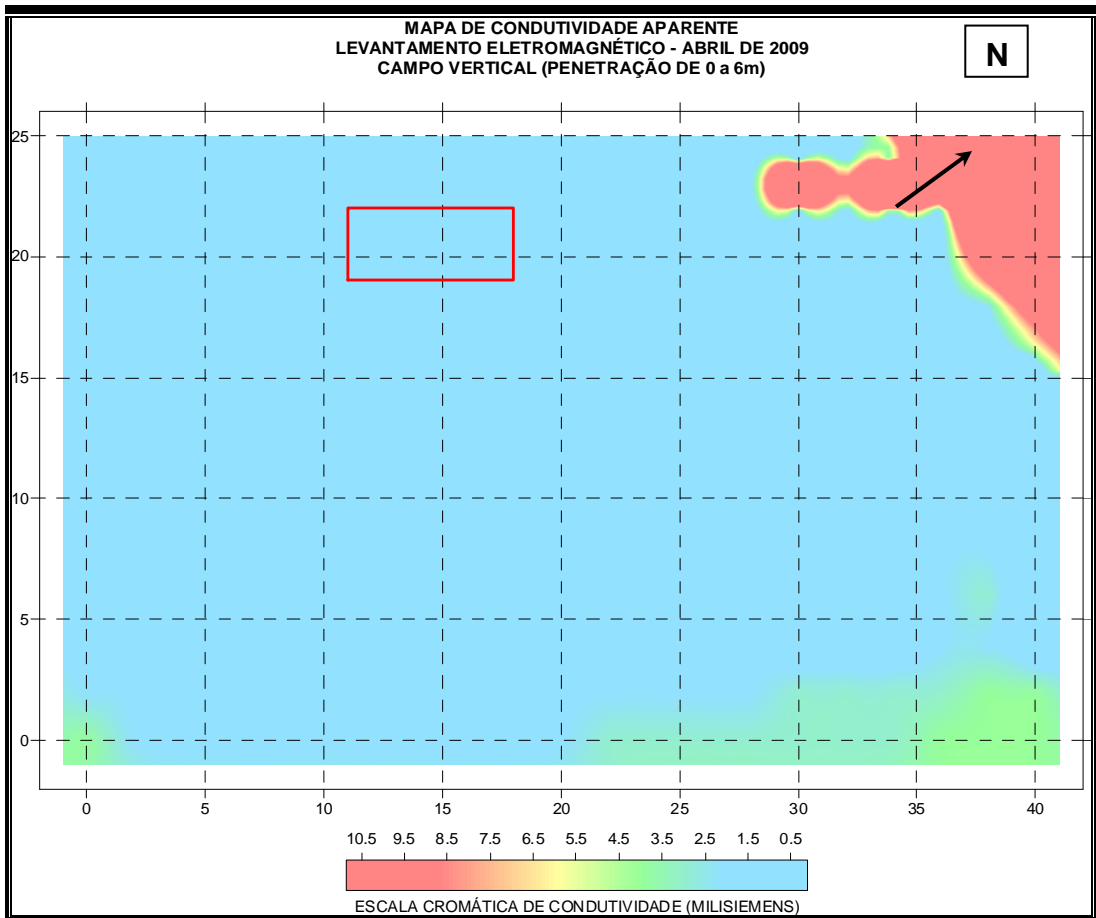 MAPA DE CONDUTIVIDADE APARENTE
LEVANTAMENTO ELETROMAGNÉTICO - ABRIL DE 2009
CAMPO VERTICAL (PENETRAÇÃO DE 0 a 6m)
N
25
20
15
10
5
0
0 5 10 15 20 25 30 35 40
10.5 9.5 8.5 7.5 6.5 5.5 4.5 3.5 2.5 1.5 0.5
ESCALA CROMÁTICA DE CONDUTIVIDADE (MILISIEMENS)